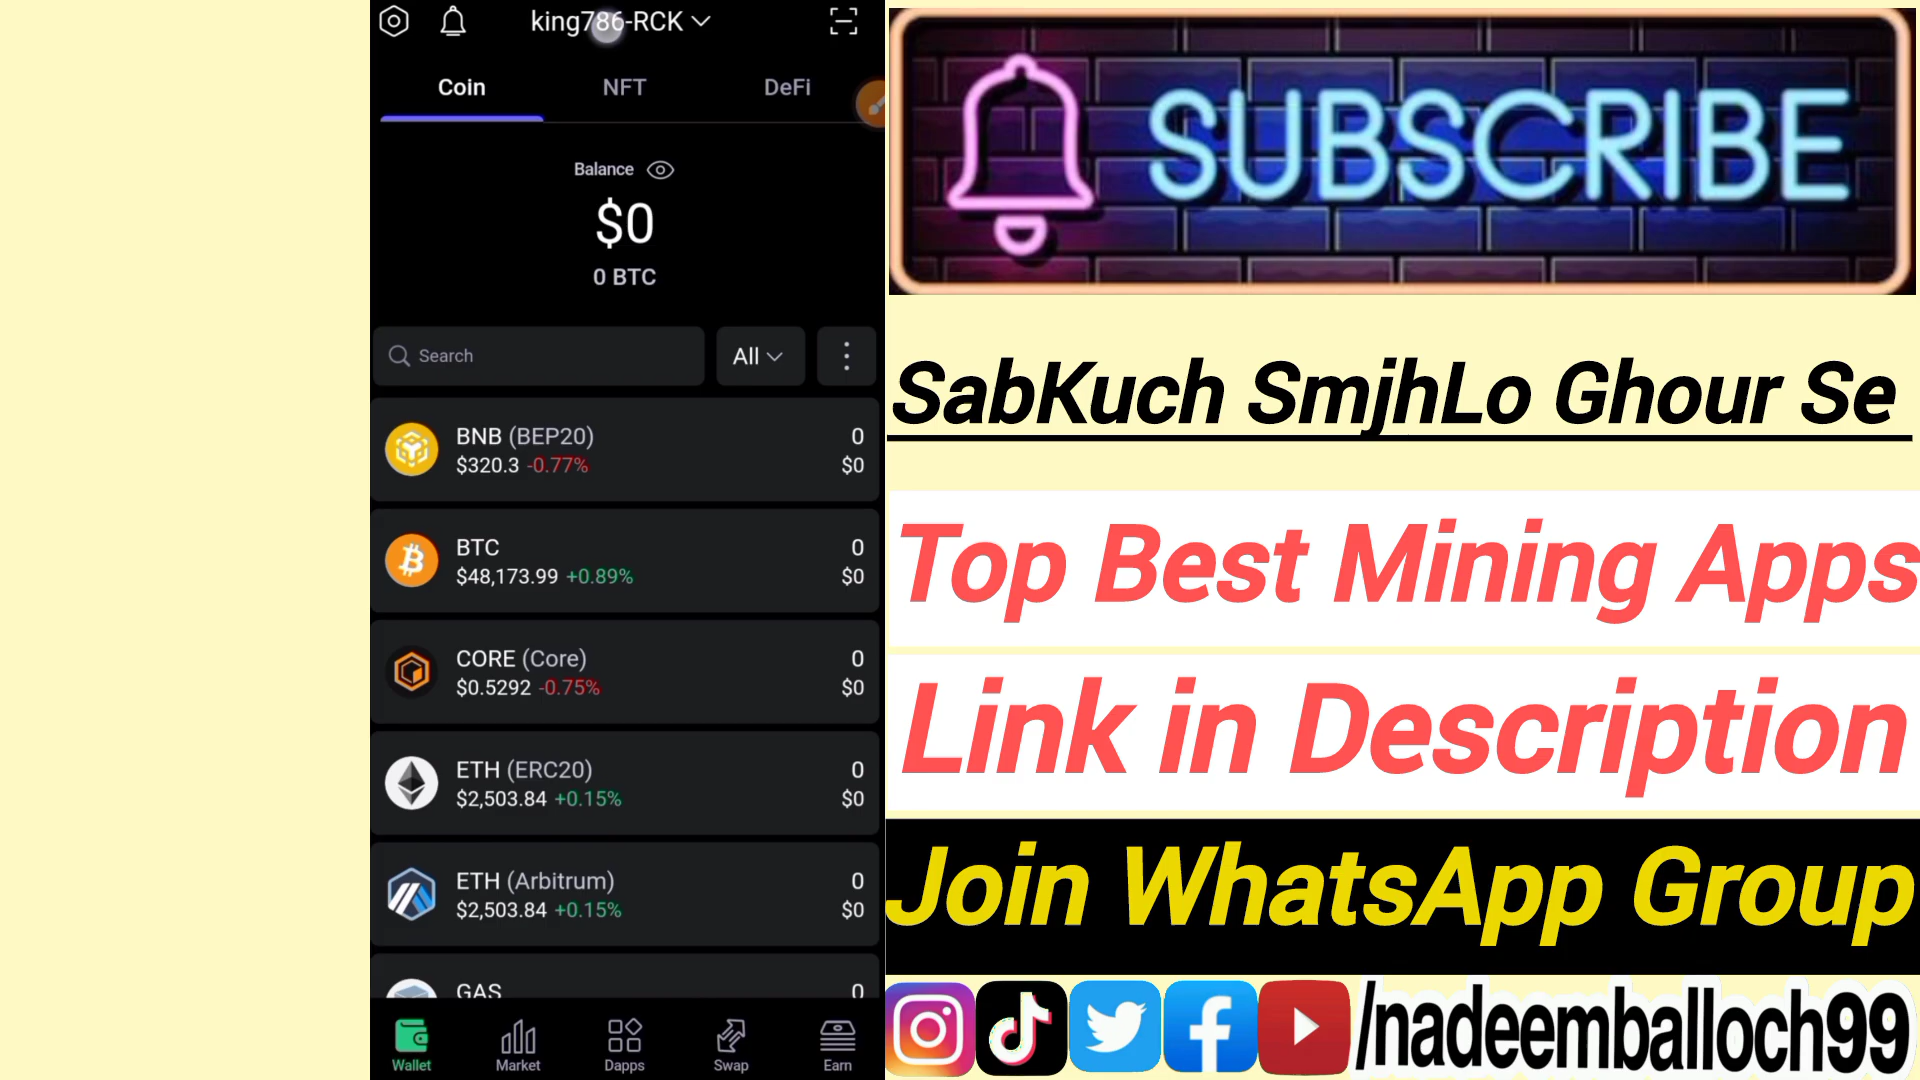 king786-RCK
Coin NFT DeFi
Balance
$0
0 BTC
Search All
BNB (BEP20) 0
$320.3 -0.77% $0
BTC 0
$48,173.99 +0.89% $0
CORE (Core) 0
$0.5292 -0.75% $0
ETH (ERC20) 0
$2,503.84 +0.15% $0
ETH (Arbitrum) 0
$2,503.84 +0.15% $0
GAS 0
Wallet Market Dapps Swap Earn
SUBSCRIBE
SabKuch SmjhLo Ghour Se
Top Best Mining Apps
Link in Description
Join WhatsApp Group
/nadeemballoch99